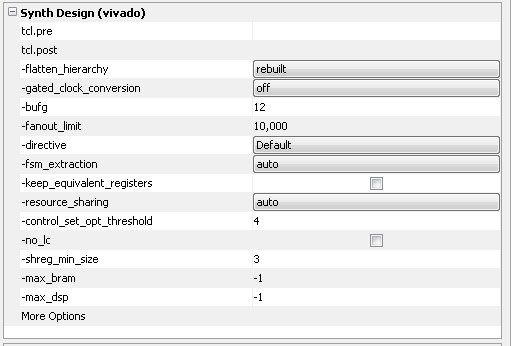 Synth Design (vivado)
tcl.pre
tcl.post
-flatten_hierarchy rebuilt
-gated_clock_conversion off
-bufg 12
-fanout_limit 10,000
-directive Default
-fsm_extraction auto
-keep_equivalent_registers
-resource_sharing auto
-control_set_opt_threshold 4
-no_lc
-shreg_min_size 3
-max_bram -1
-max_dsp -1
More Options